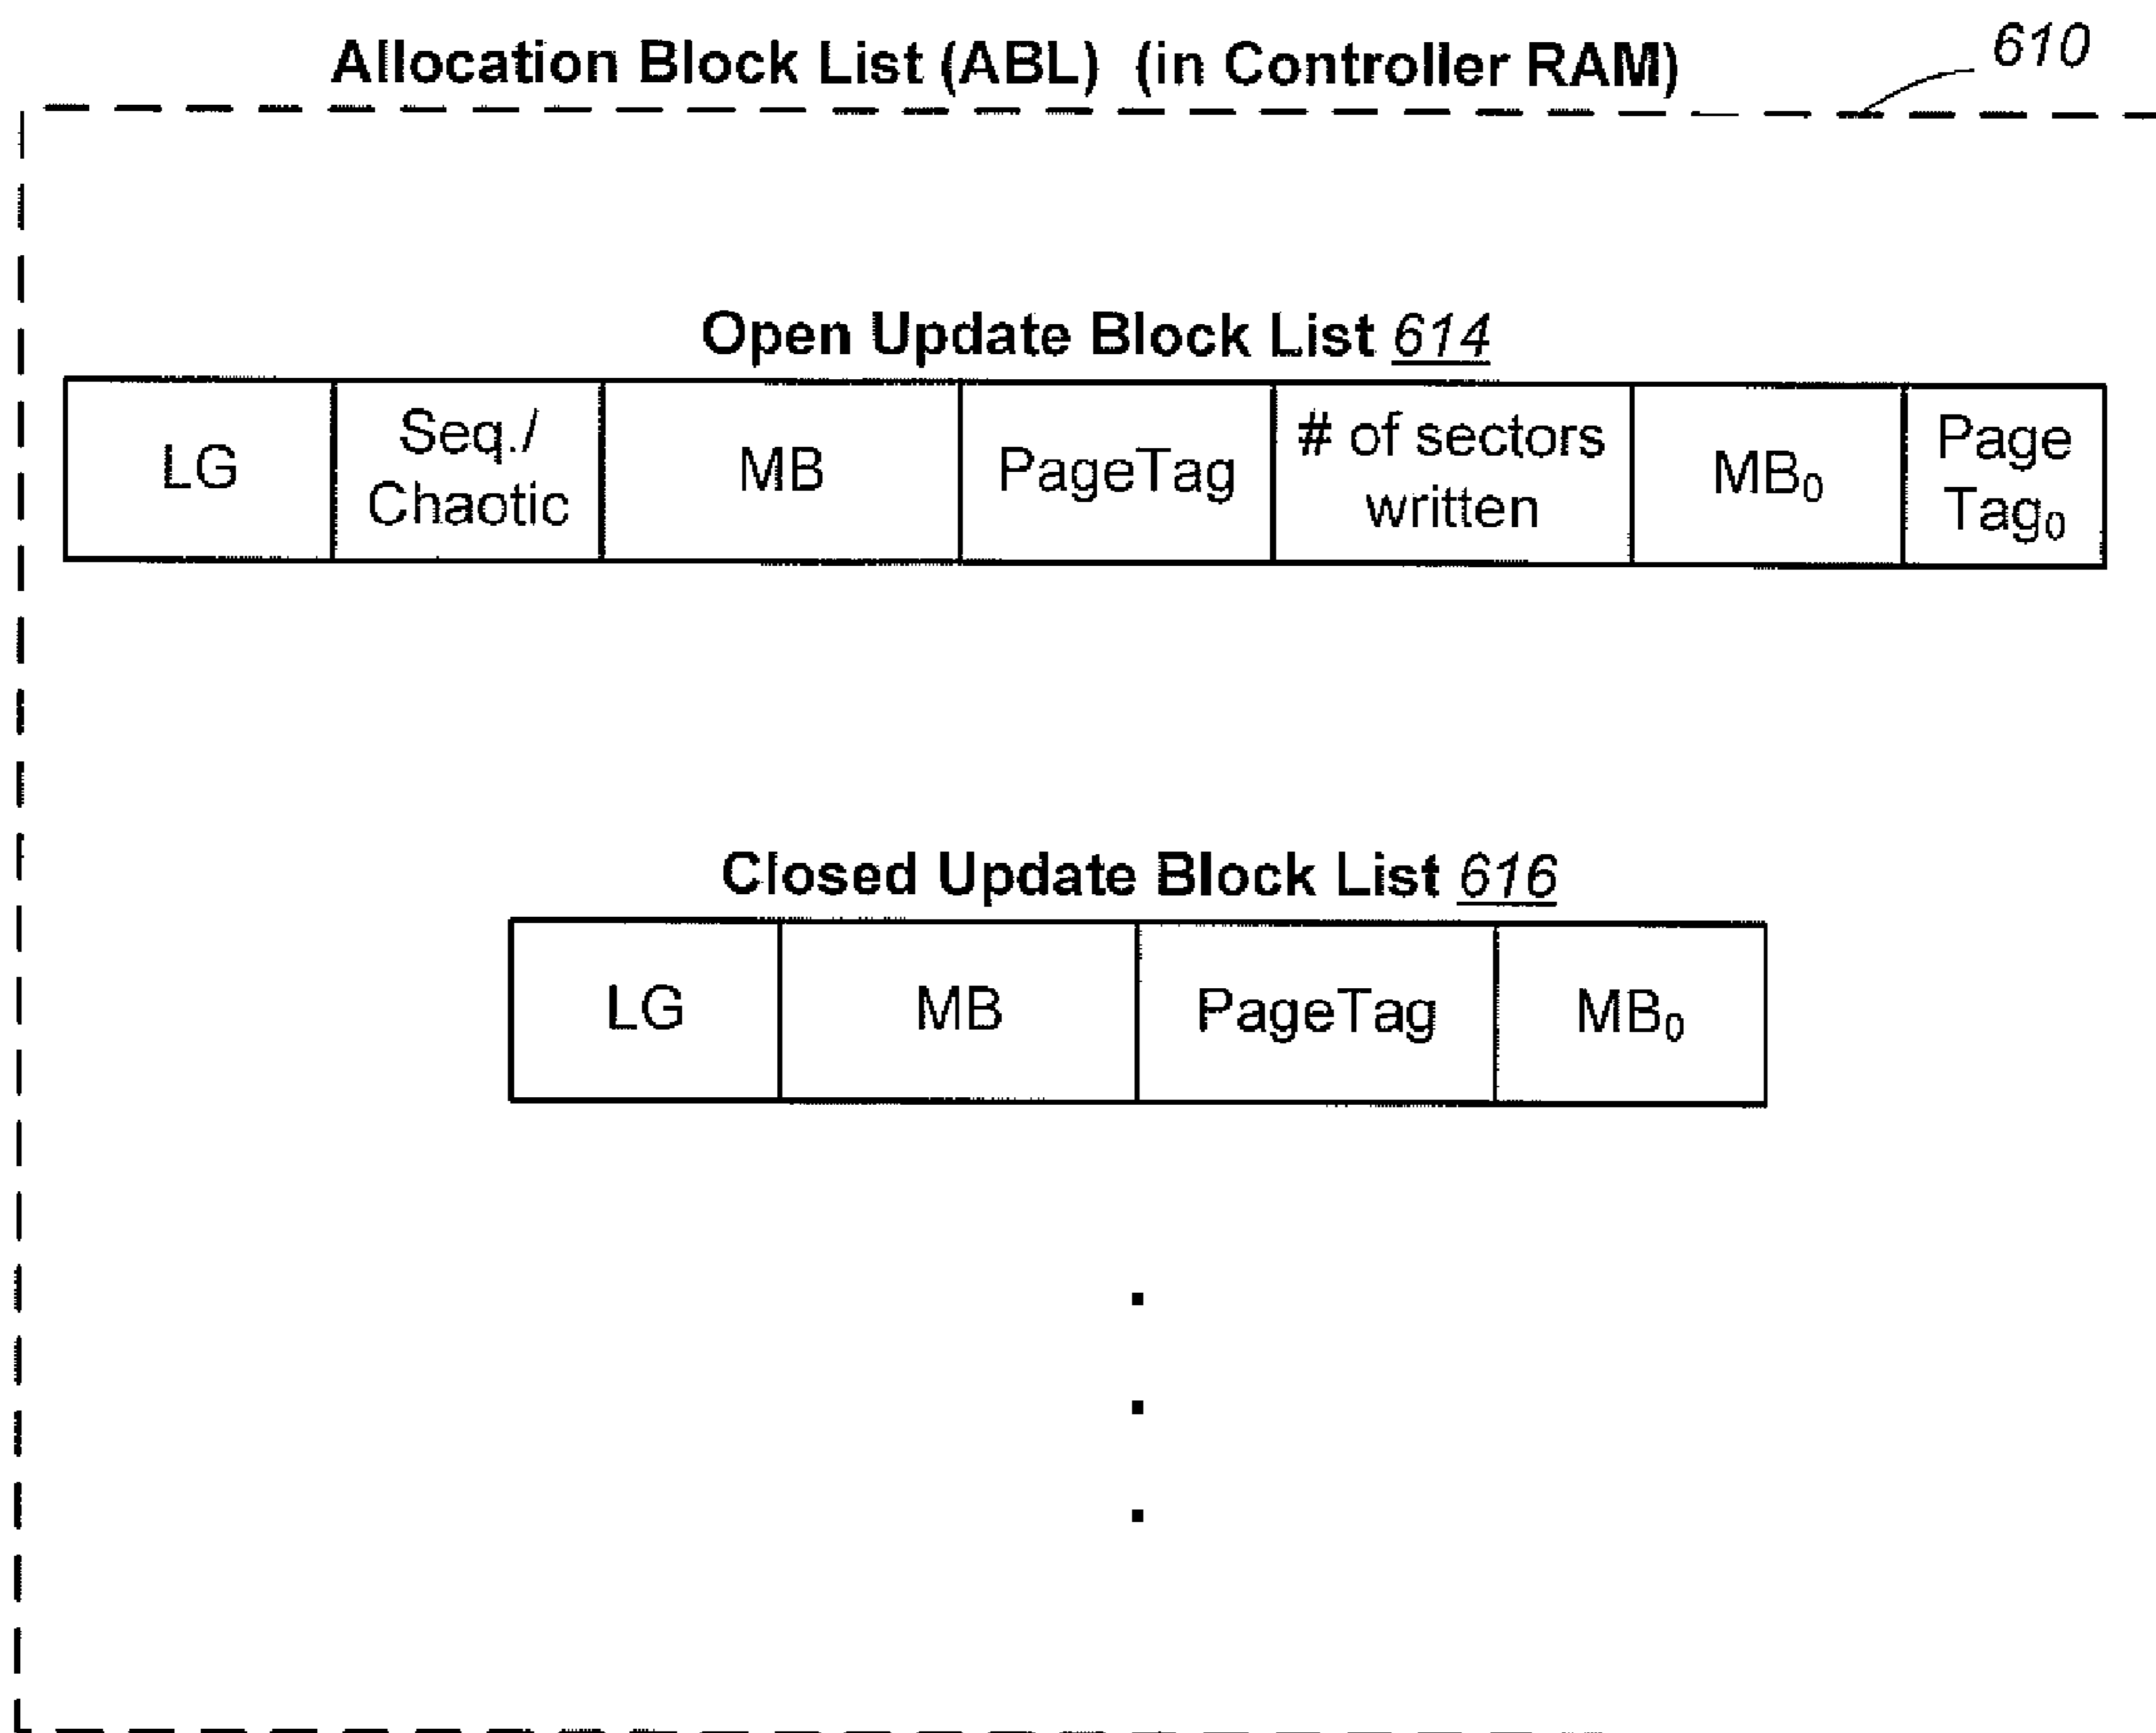 Allocation Block List (ABL) (in Controller RAM)
610
Open Update Block List 614
LG
Seq./
Chaotic
MB
PageTag
# of sectors
written
MB₀
Page
Tag₀
Closed Update Block List 616
LG
MB
PageTag
MB₀